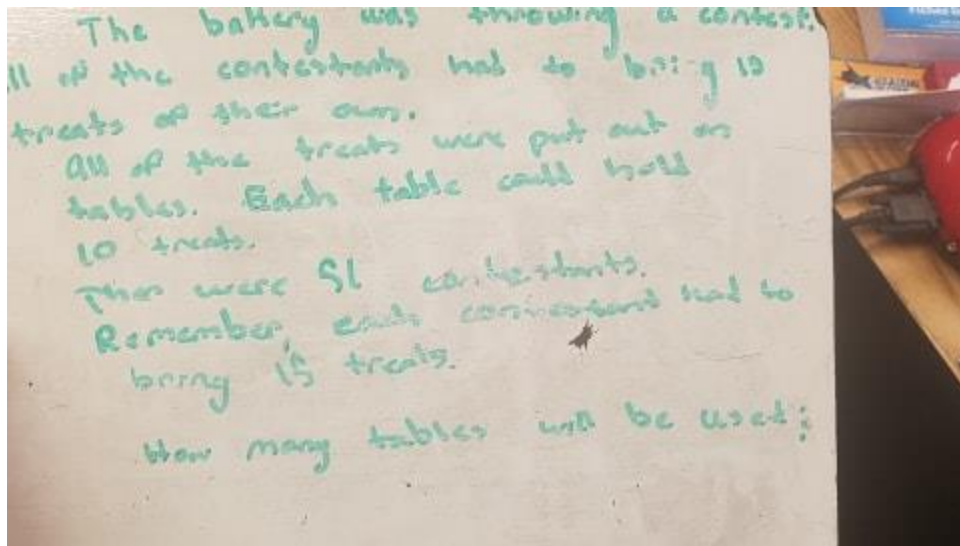 The bakery was throwing a contest.
ll of the contestants had to bring 15
treats of their own.
All of the treats were put out on
tables. Each table could hold
10 treats.
were 51 contestants.
Remember, each contestant had to
bring 15 treats.
How many tables will be used: